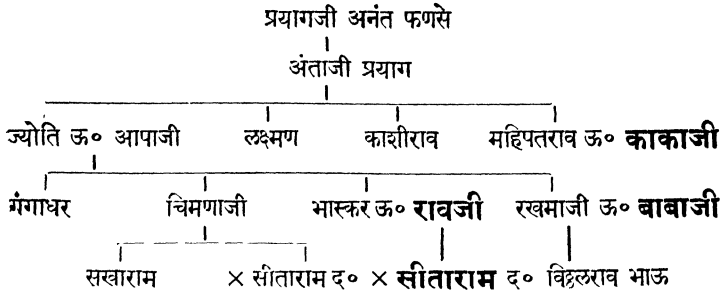 प्रयागजी अनंत फणसे
अंताजी प्रयाग
ज्योति ऊ० आपाजी लक्ष्मण काशीराव महिपतराव ऊ० काकाजी
गंगाधर चिमणाजी भास्कर ऊ० रावजी रखमाजी ऊ० बाबाजी
सखाराम × सीताराम द० × सीताराम द० विठ्ठलराव भाऊ